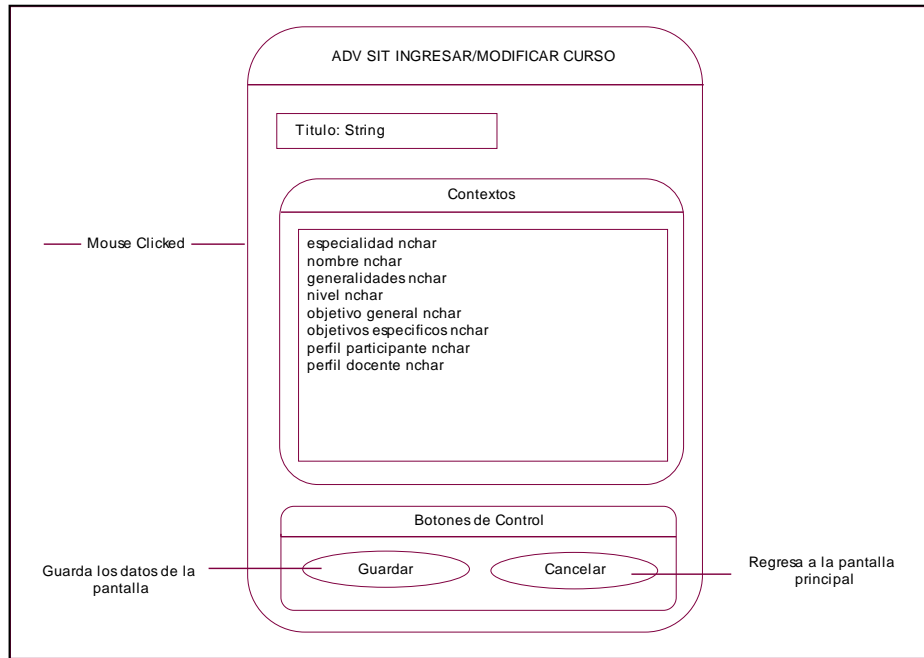 ADV SIT INGRESAR/MODIFICAR CURSO
Titulo: String
Contextos
Mouse Clicked
especialidad nchar
nombre nchar
generalidades nchar
nivel nchar
objetivo general nchar
objetivos especificos nchar
perfil participante nchar
perfil docente nchar
Botones de Control
Guardar
Cancelar
Guarda los datos de la
pantalla
Regresa a la pantalla
principal